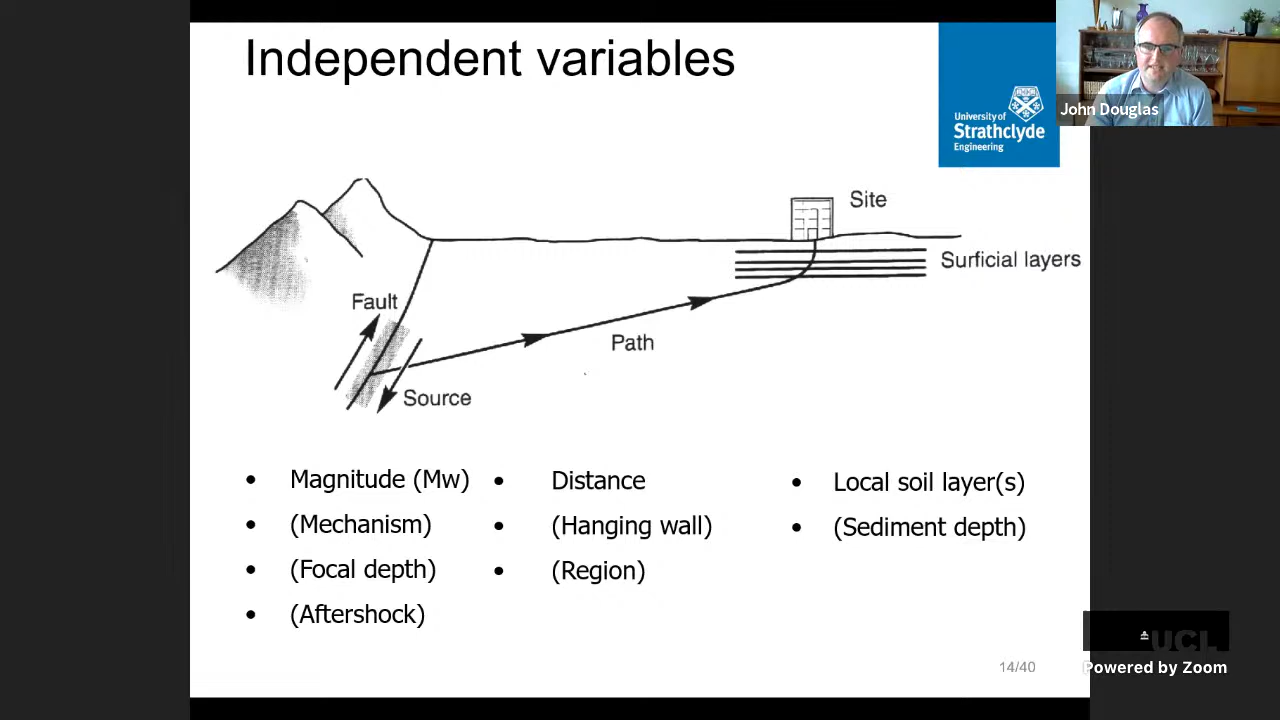 Independent variables
University of
Strathclyde
Engineering
John Douglas
Site
Surficial layers
Fault
Path
Source
• Magnitude (Mw)
• (Mechanism)
• (Focal depth)
• (Aftershock)
• Distance
• (Hanging wall)
• (Region)
• Local soil layer(s)
• (Sediment depth)
14/40
UCL
Powered by Zoom